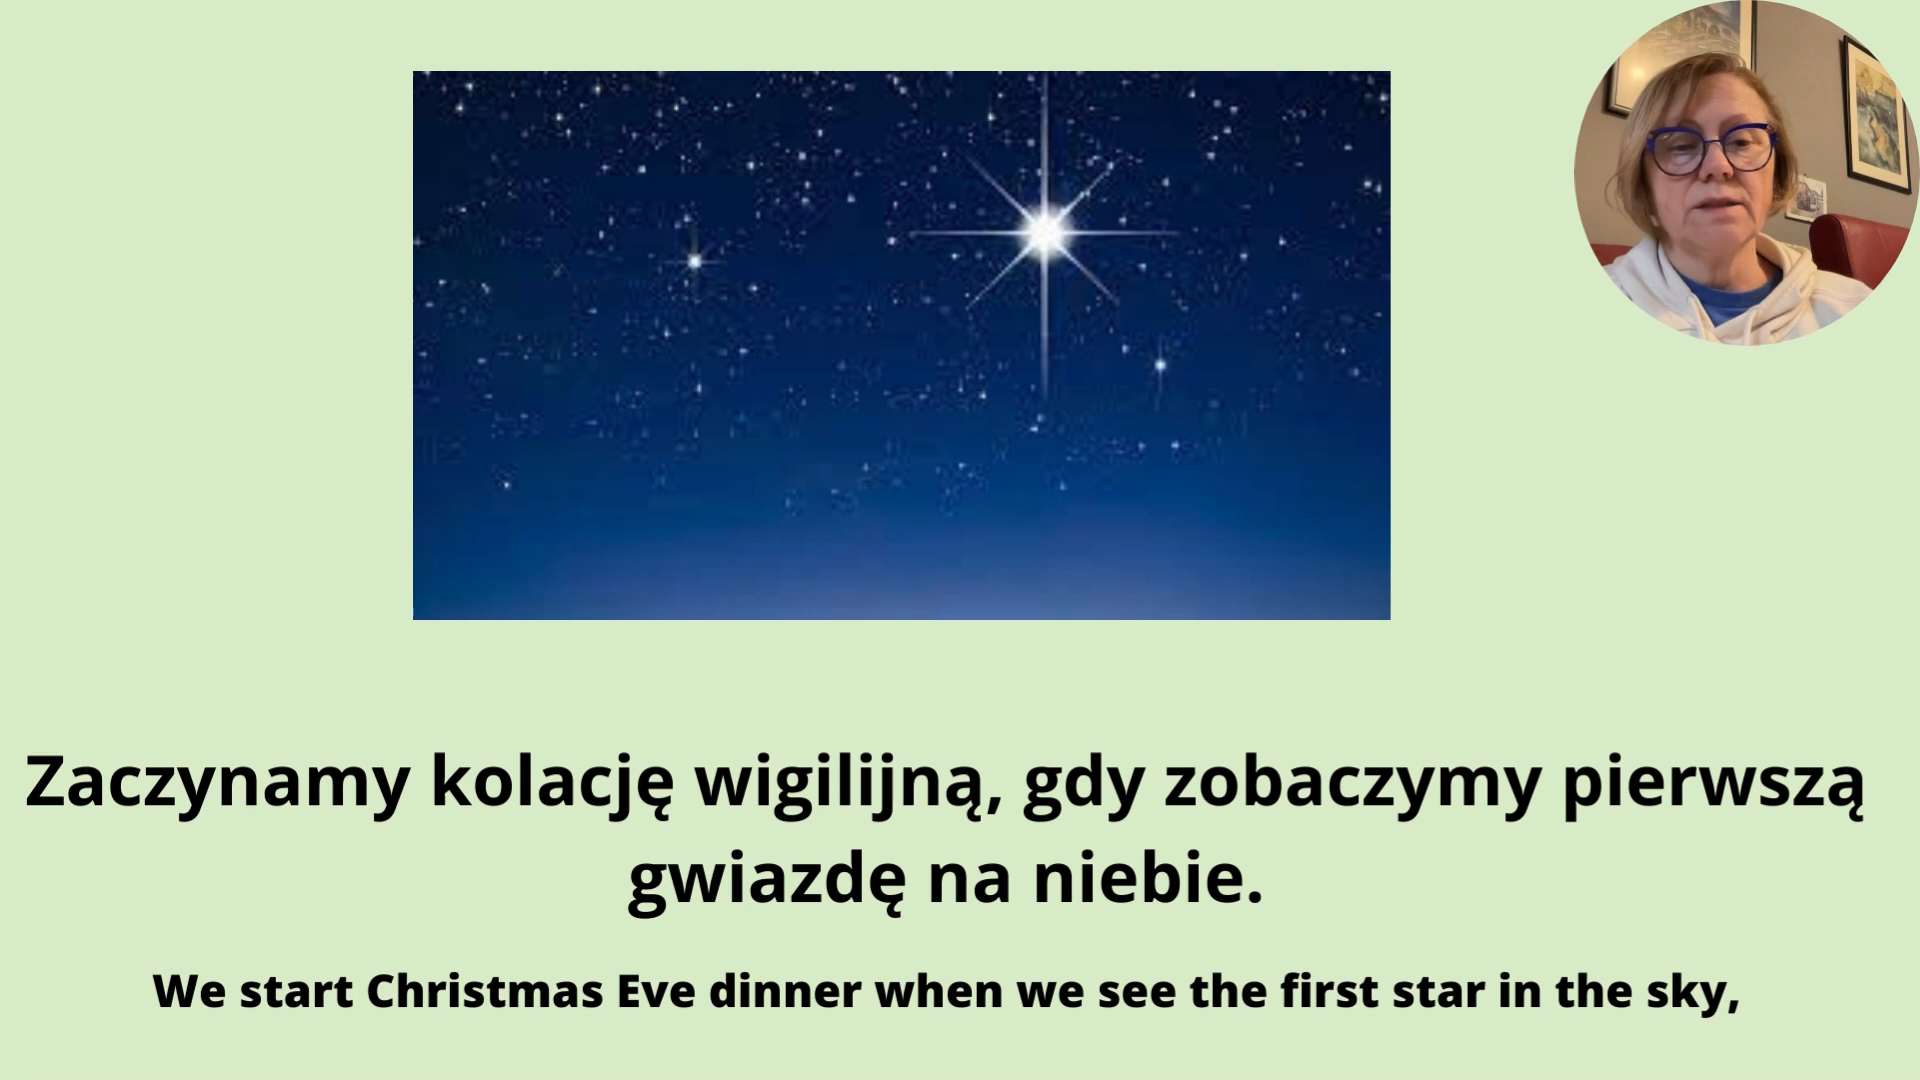 Zaczynamy kolację wigilijną, gdy zobaczymy pierwszą
gwiazdę na niebie.
We start Christmas Eve dinner when we see the first star in the sky,